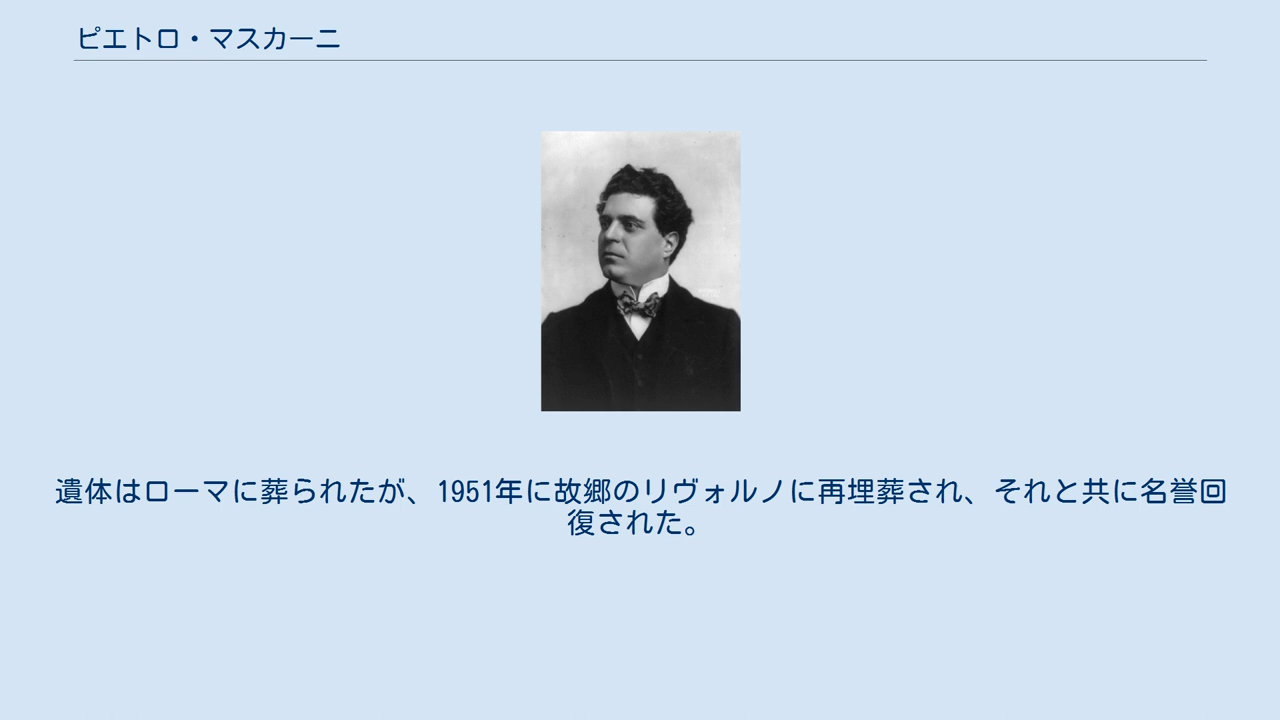 ピエトロ・マスカーニ
遺体はローマに葬られたが、1951年に故郷のリヴォルノに再埋葬され、それと共に名誉回
復された。